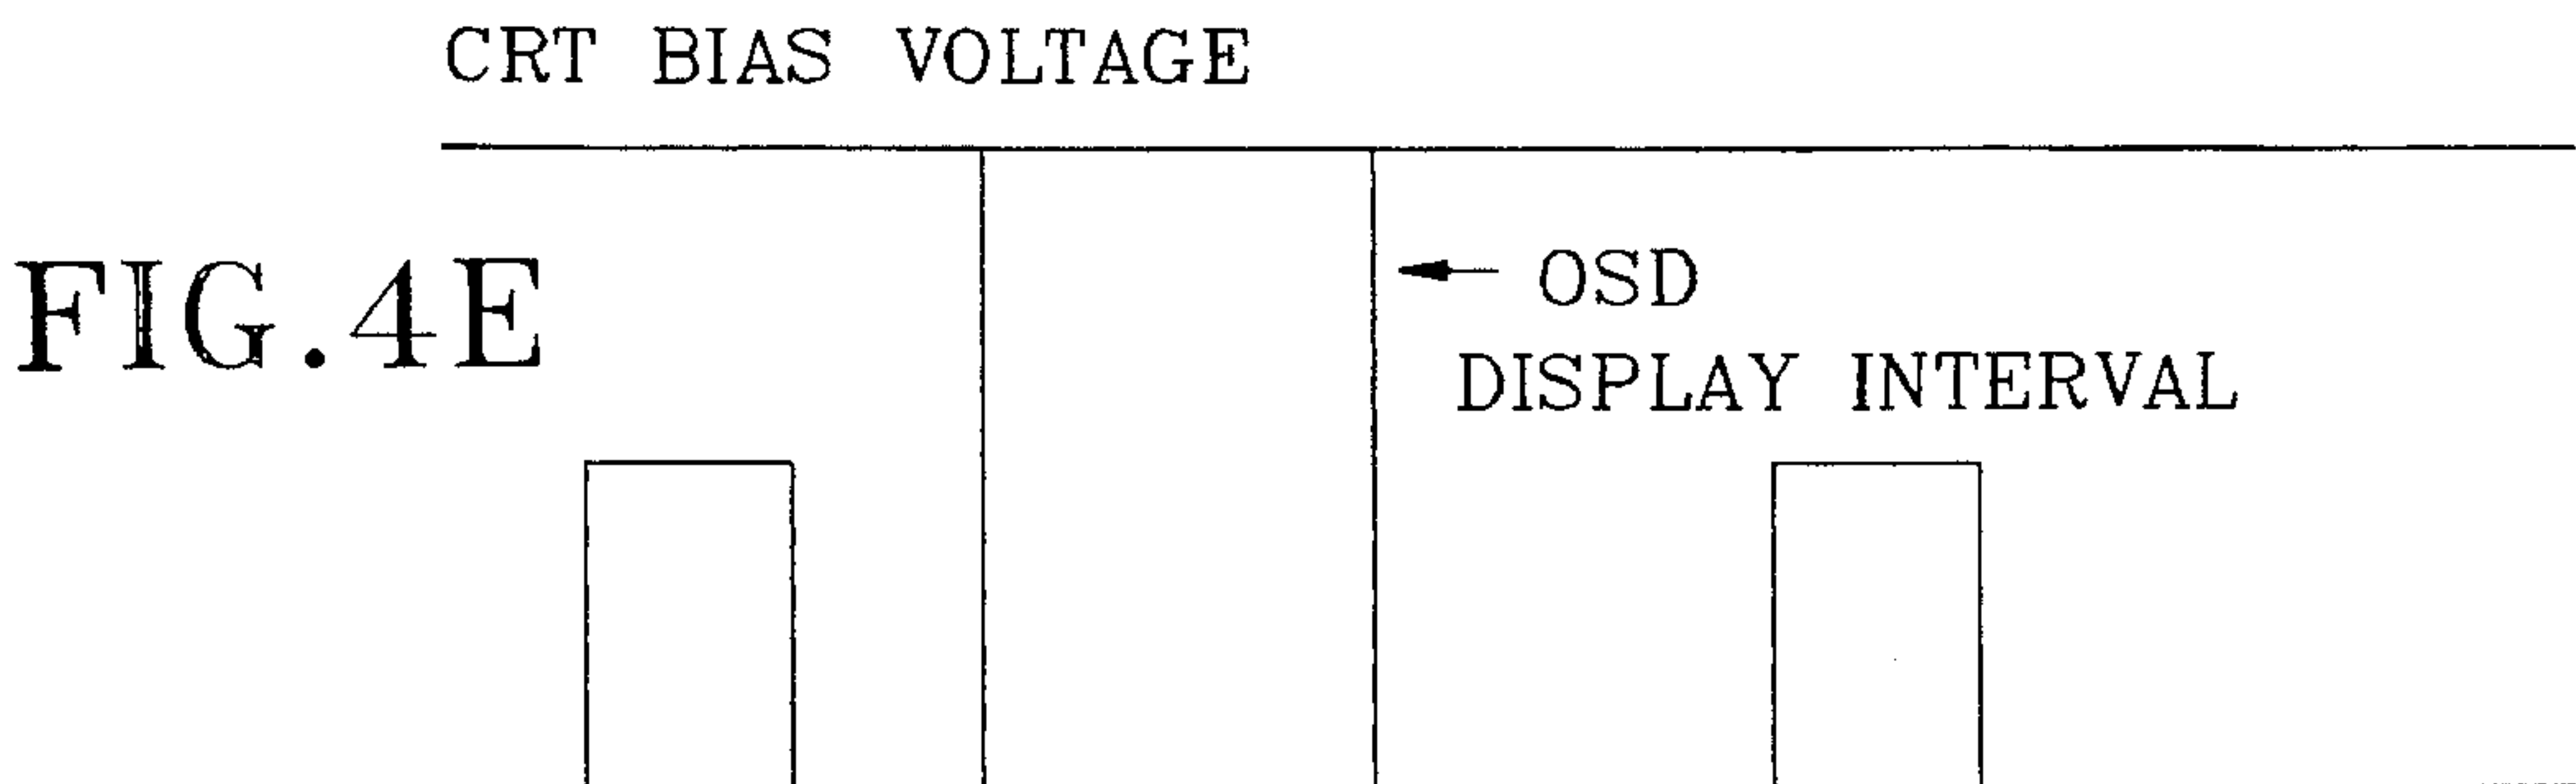 CRT BIAS VOLTAGE
FIG.4E
OSD
DISPLAY INTERVAL